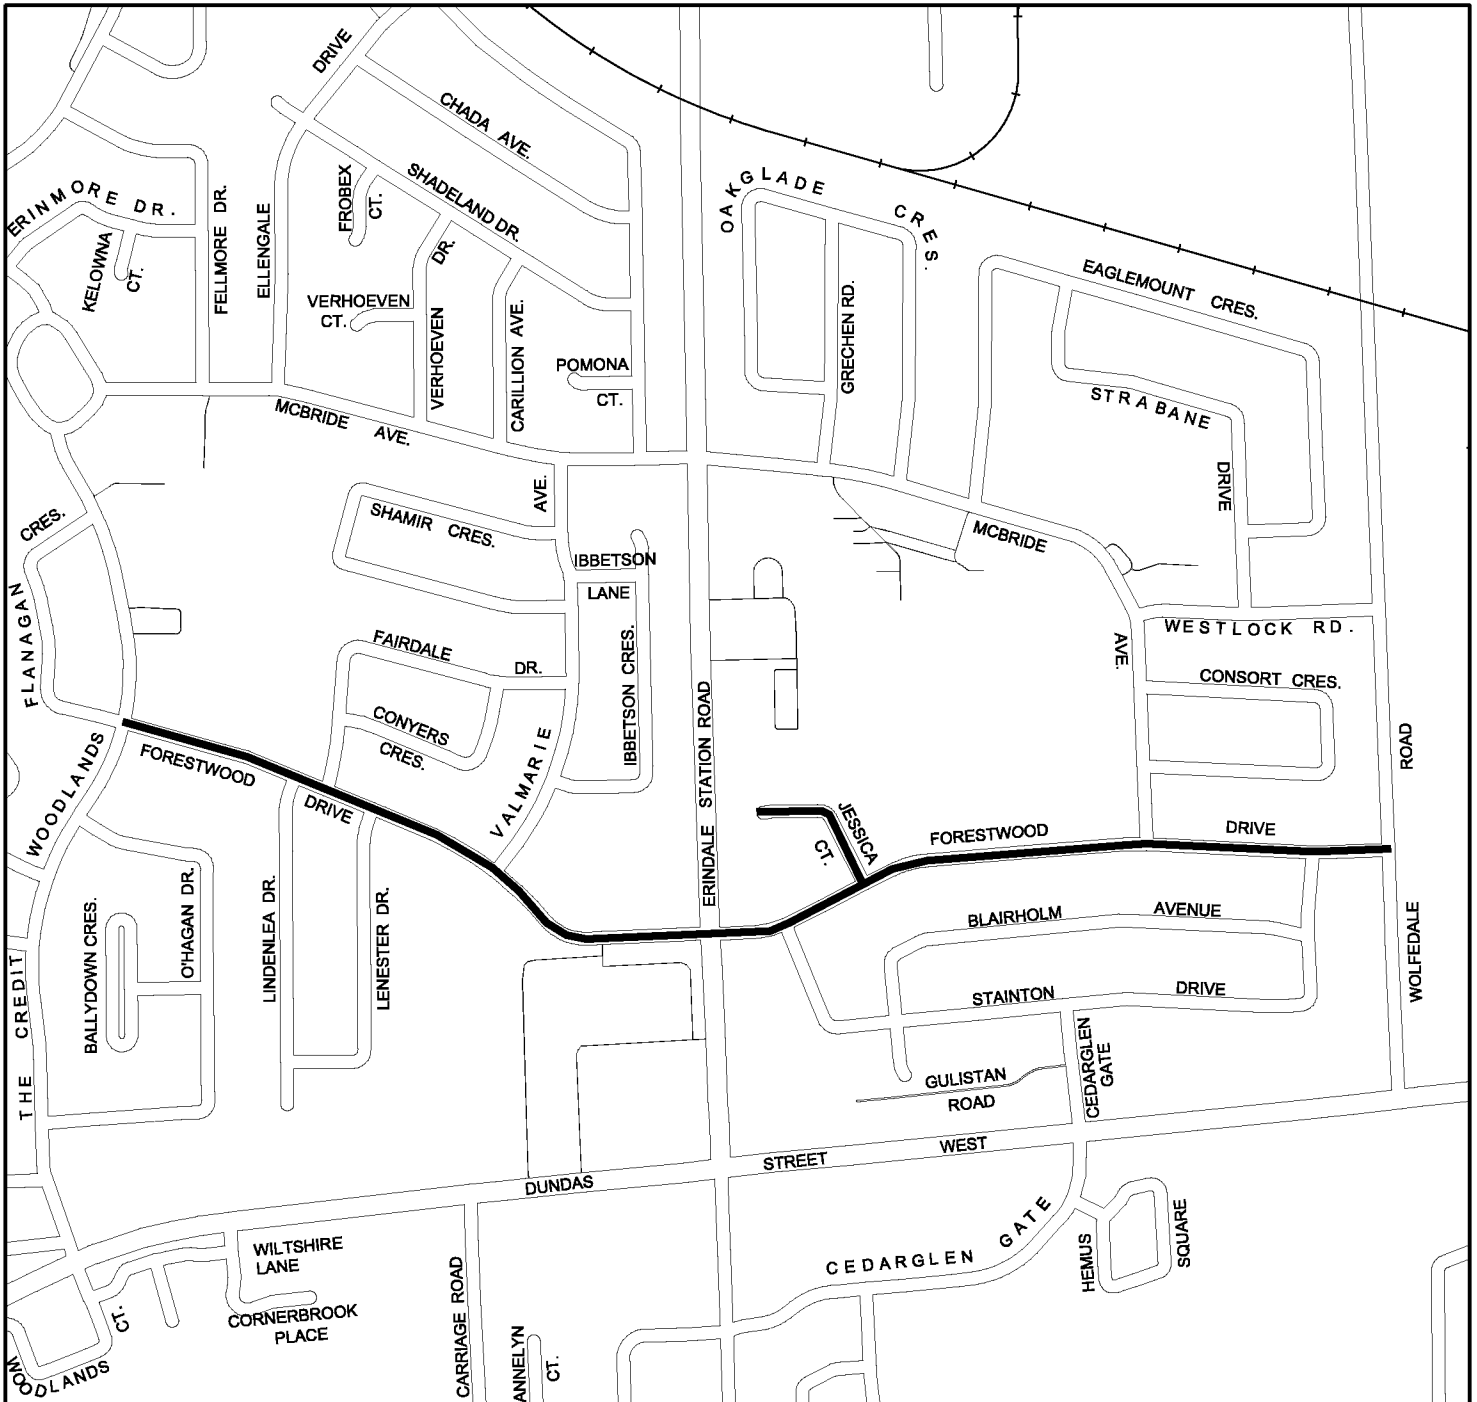 DRIVE
CHADA AVE.
SHADELAND DR.
FROBEX
CT.
ERINMORE DR.
KELOWNA
CT.
FELLMORE DR.
ELLENGALE
VERHOEVEN
CT.
DR.
VERHOEVEN
CARILLION AVE.
POMONA
CT.
OAKGLADE CRES.
GRECHEN RD.
EAGLEMOUNT CRES.
STRABANE
DRIVE
MCBRIDE AVE.
AVE.
SHAMIR CRES.
IBBETSON
LANE
IBBETSON CRES.
MCBRIDE
AVE.
WESTLOCK RD.
CONSORT CRES.
CRES.
FLANAGAN
FAIRDALE DR.
CONYERS
CRES.
VALMARIE
ERINDALE STATION ROAD
ROAD
WOLFEDALE
FORESTWOOD
DRIVE
JESSICA
CT.
FORESTWOOD DRIVE
WOODLANDS
THE CREDIT
BALLYDOWN CRES.
O'HAGAN DR.
LINDENLEA DR.
LENESTER DR.
BLAIRHOLM AVENUE
STAINTON DRIVE
CEDARGLEN
GATE
GULISTAN
ROAD
DUNDAS STREET WEST
WILTSHIRE
LANE
CORNERBROOK
PLACE
CT.
WOODLANDS
CARRIAGE ROAD
ANNELYN
CT.
CEDARGLEN GATE
HEMUS
SQUARE